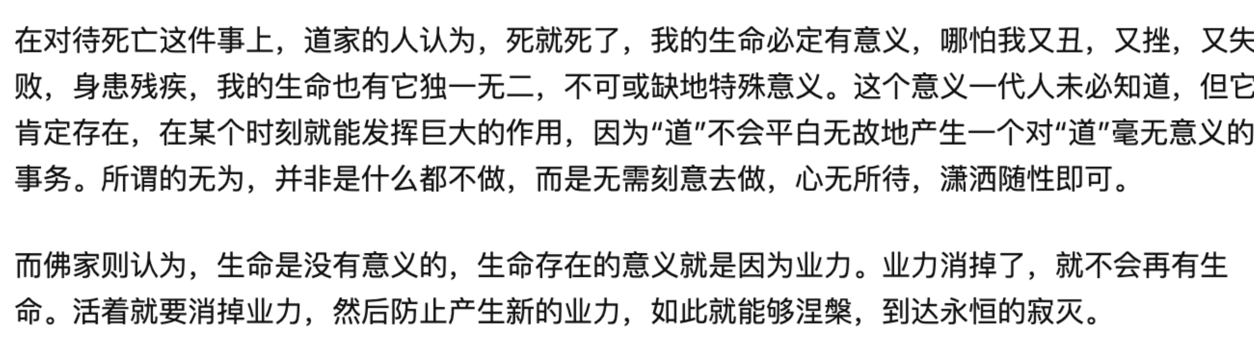 在对待死亡这件事上，道家的人认为，死就死了，我的生命必定有意义，哪怕我又丑，又挫，又失
败，身患残疾，我的生命也有它独一无二，不可或缺地特殊意义。这个意义一代人未必知道，但它
肯定存在，在某个时刻就能发挥巨大的作用，因为“道”不会平白无故地产生一个对“道”毫无意义的
事务。所谓的无为，并非是什么都不做，而是无需刻意去做，心无所待，潇洒随性即可。
而佛家则认为，生命是没有意义的，生命存在的意义就是因为业力。业力消掉了，就不会再有生
命。活着就要消掉业力，然后防止产生新的业力，如此就能够涅槃，到达永恒的寂灭。